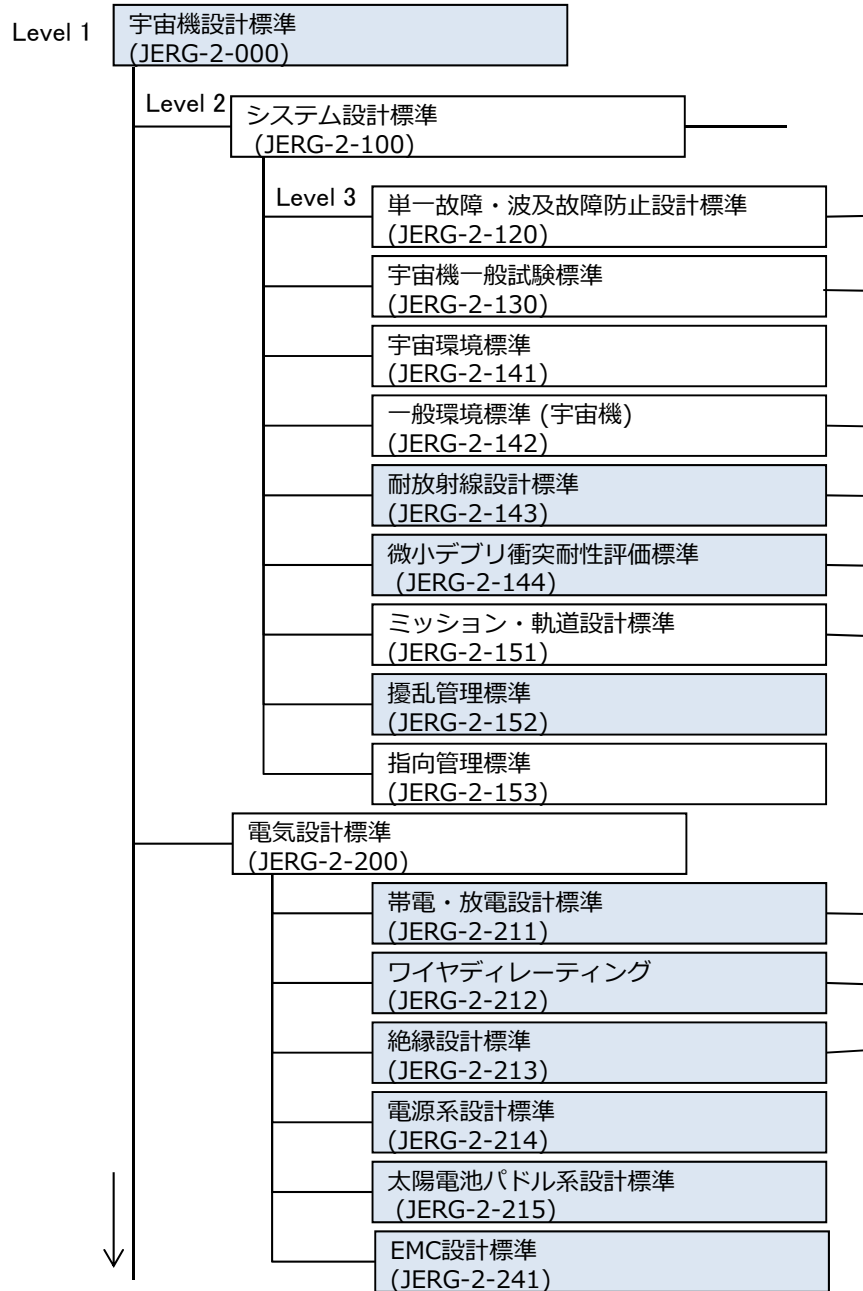 Level 1
宇宙機設計標準
(JERG-2-000)
Level 2
システム設計標準
(JERG-2-100)
Level 3
単一故障・波及故障防止設計標準
(JERG-2-120)
宇宙機一般試験標準
(JERG-2-130)
宇宙環境標準
(JERG-2-141)
一般環境標準 (宇宙機)
(JERG-2-142)
耐放射線設計標準
(JERG-2-143)
微小デブリ衝突耐性評価標準
(JERG-2-144)
ミッション・軌道設計標準
(JERG-2-151)
擾乱管理標準
(JERG-2-152)
指向管理標準
(JERG-2-153)
電気設計標準
(JERG-2-200)
帯電・放電設計標準
(JERG-2-211)
ワイヤディレーティング
(JERG-2-212)
絶縁設計標準
(JERG-2-213)
電源系設計標準
(JERG-2-214)
太陽電池パドル系設計標準
(JERG-2-215)
EMC設計標準
(JERG-2-241)